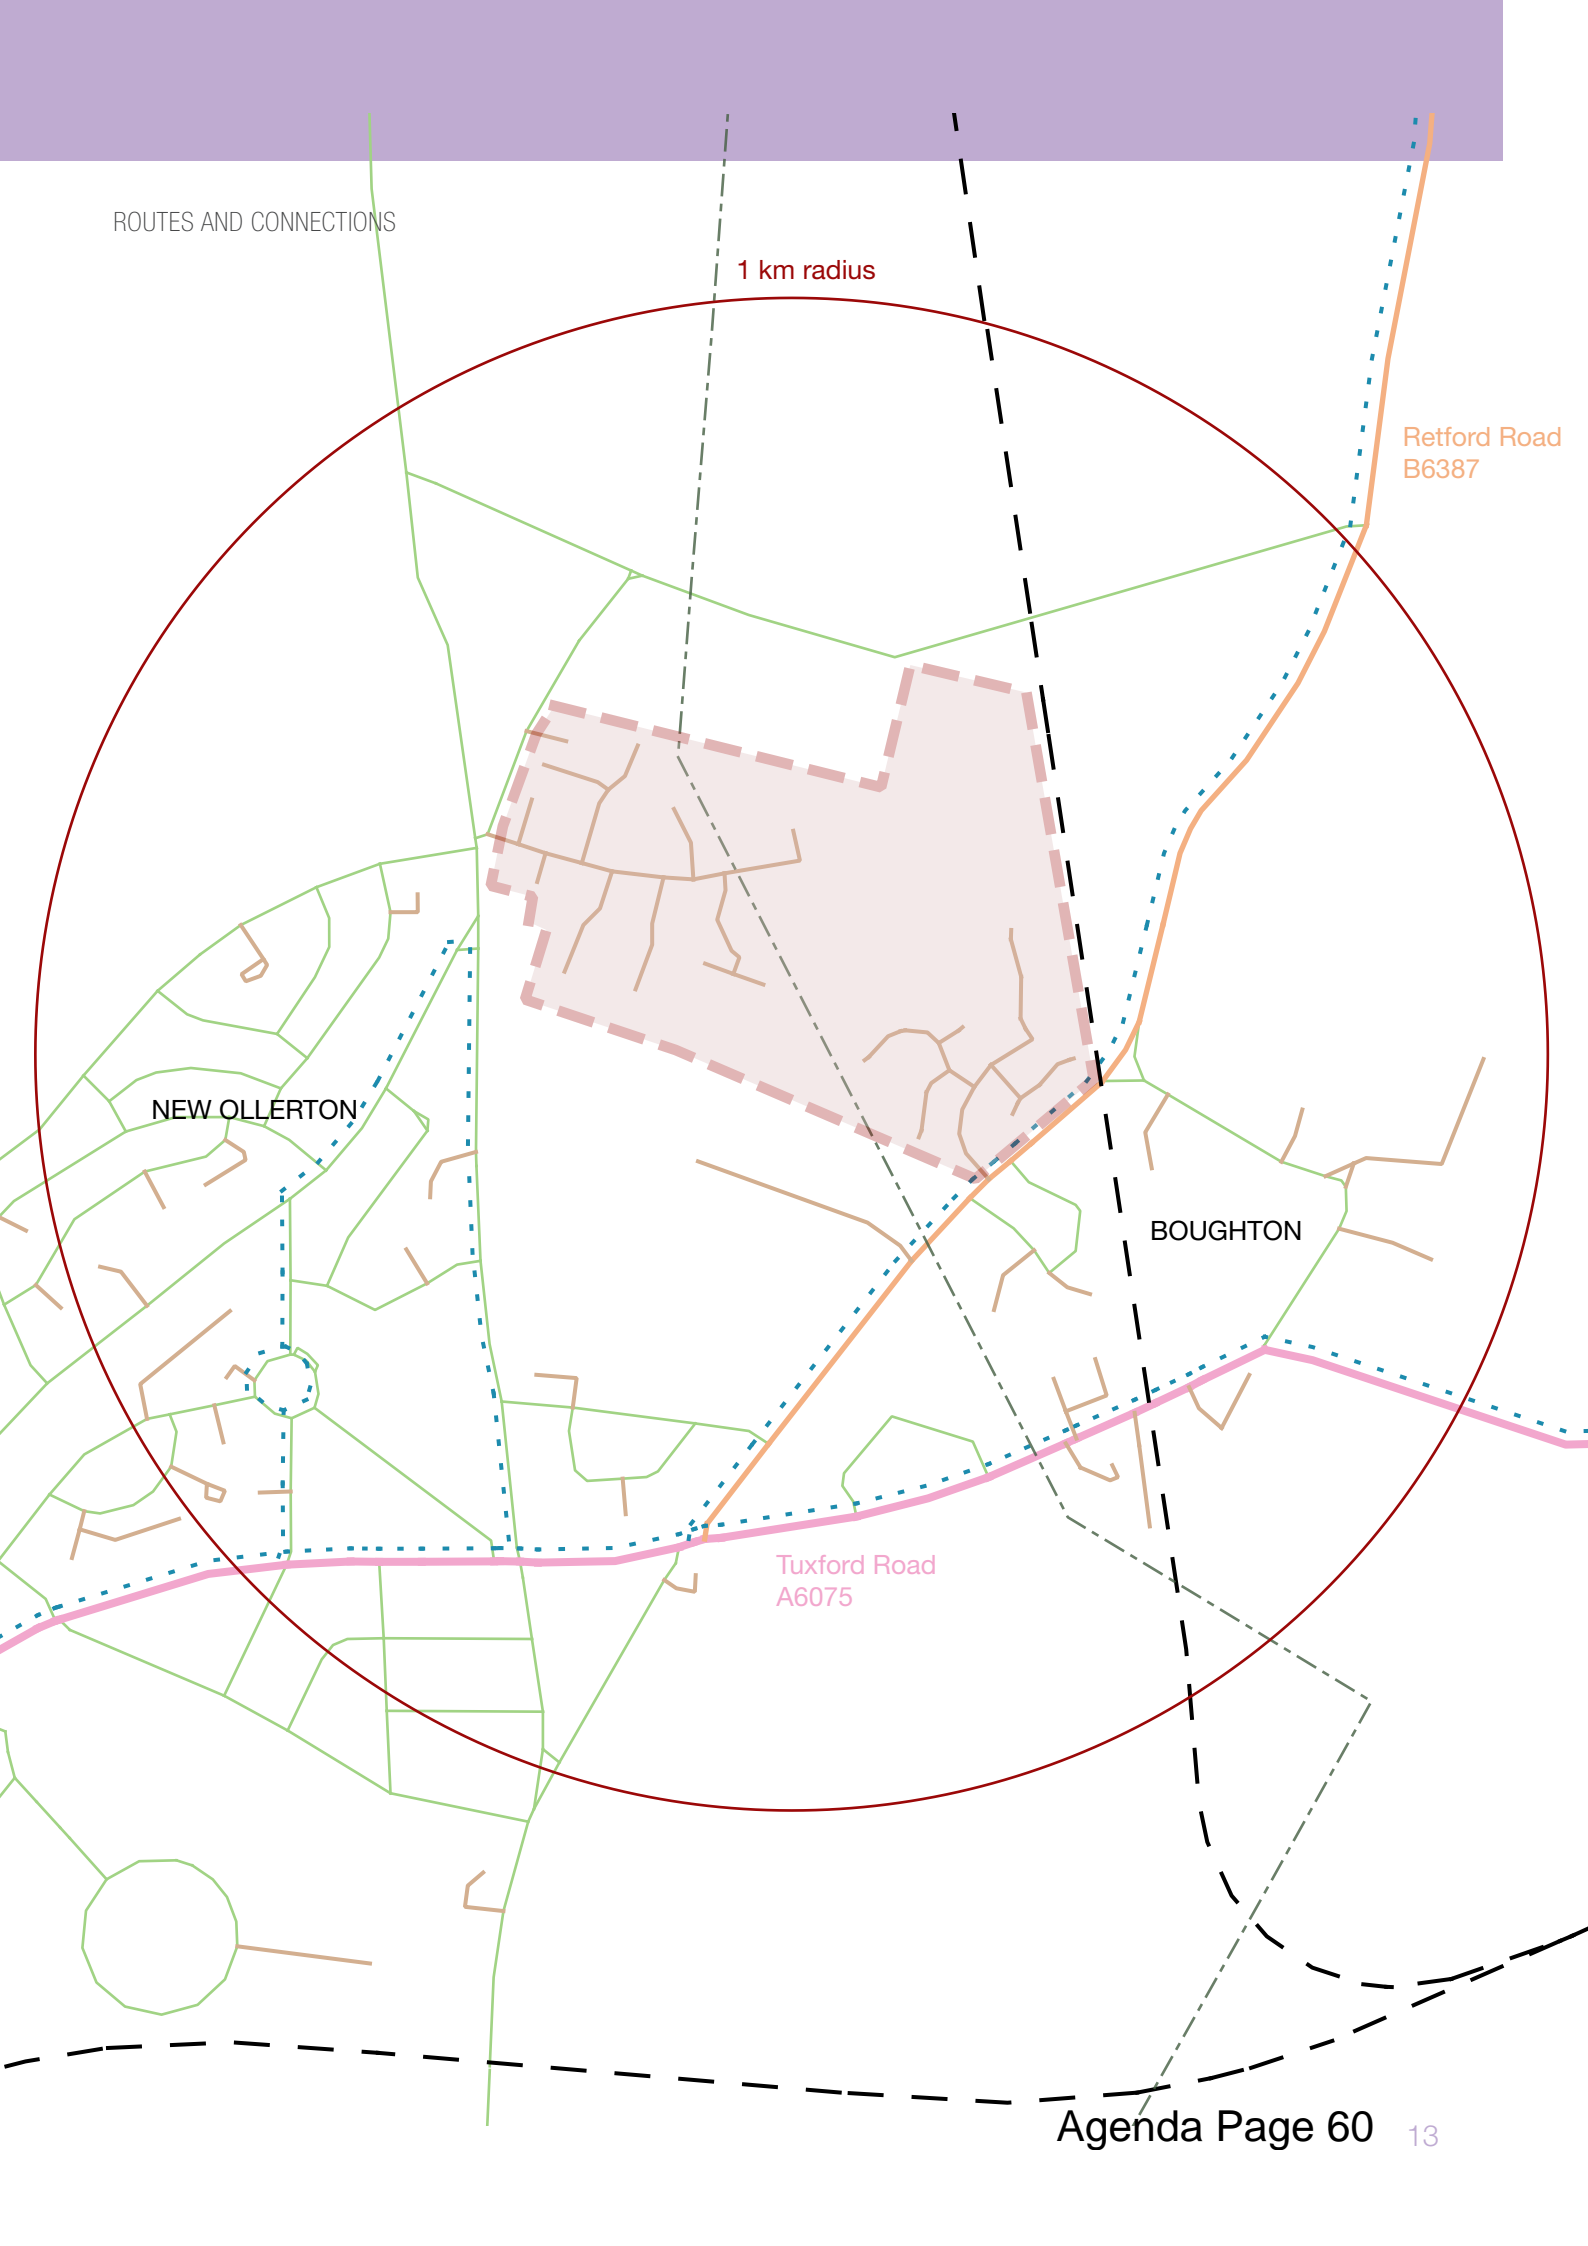 ROUTES AND CONNECTIONS
1 km radius
Retford Road
B6387
NEW OLLERTON
BOUGHTON
Tuxford Road
A6075
Agenda Page 60
13